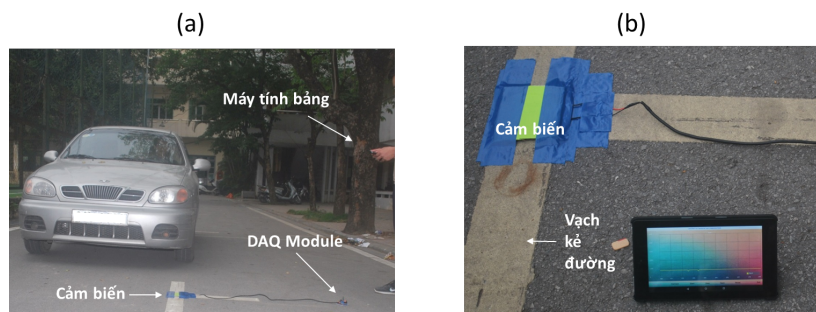 (a)
(b)
Máy tính bảng
DAQ Module
Cảm biến
Cảm biến
Vạch
kẻ
đường